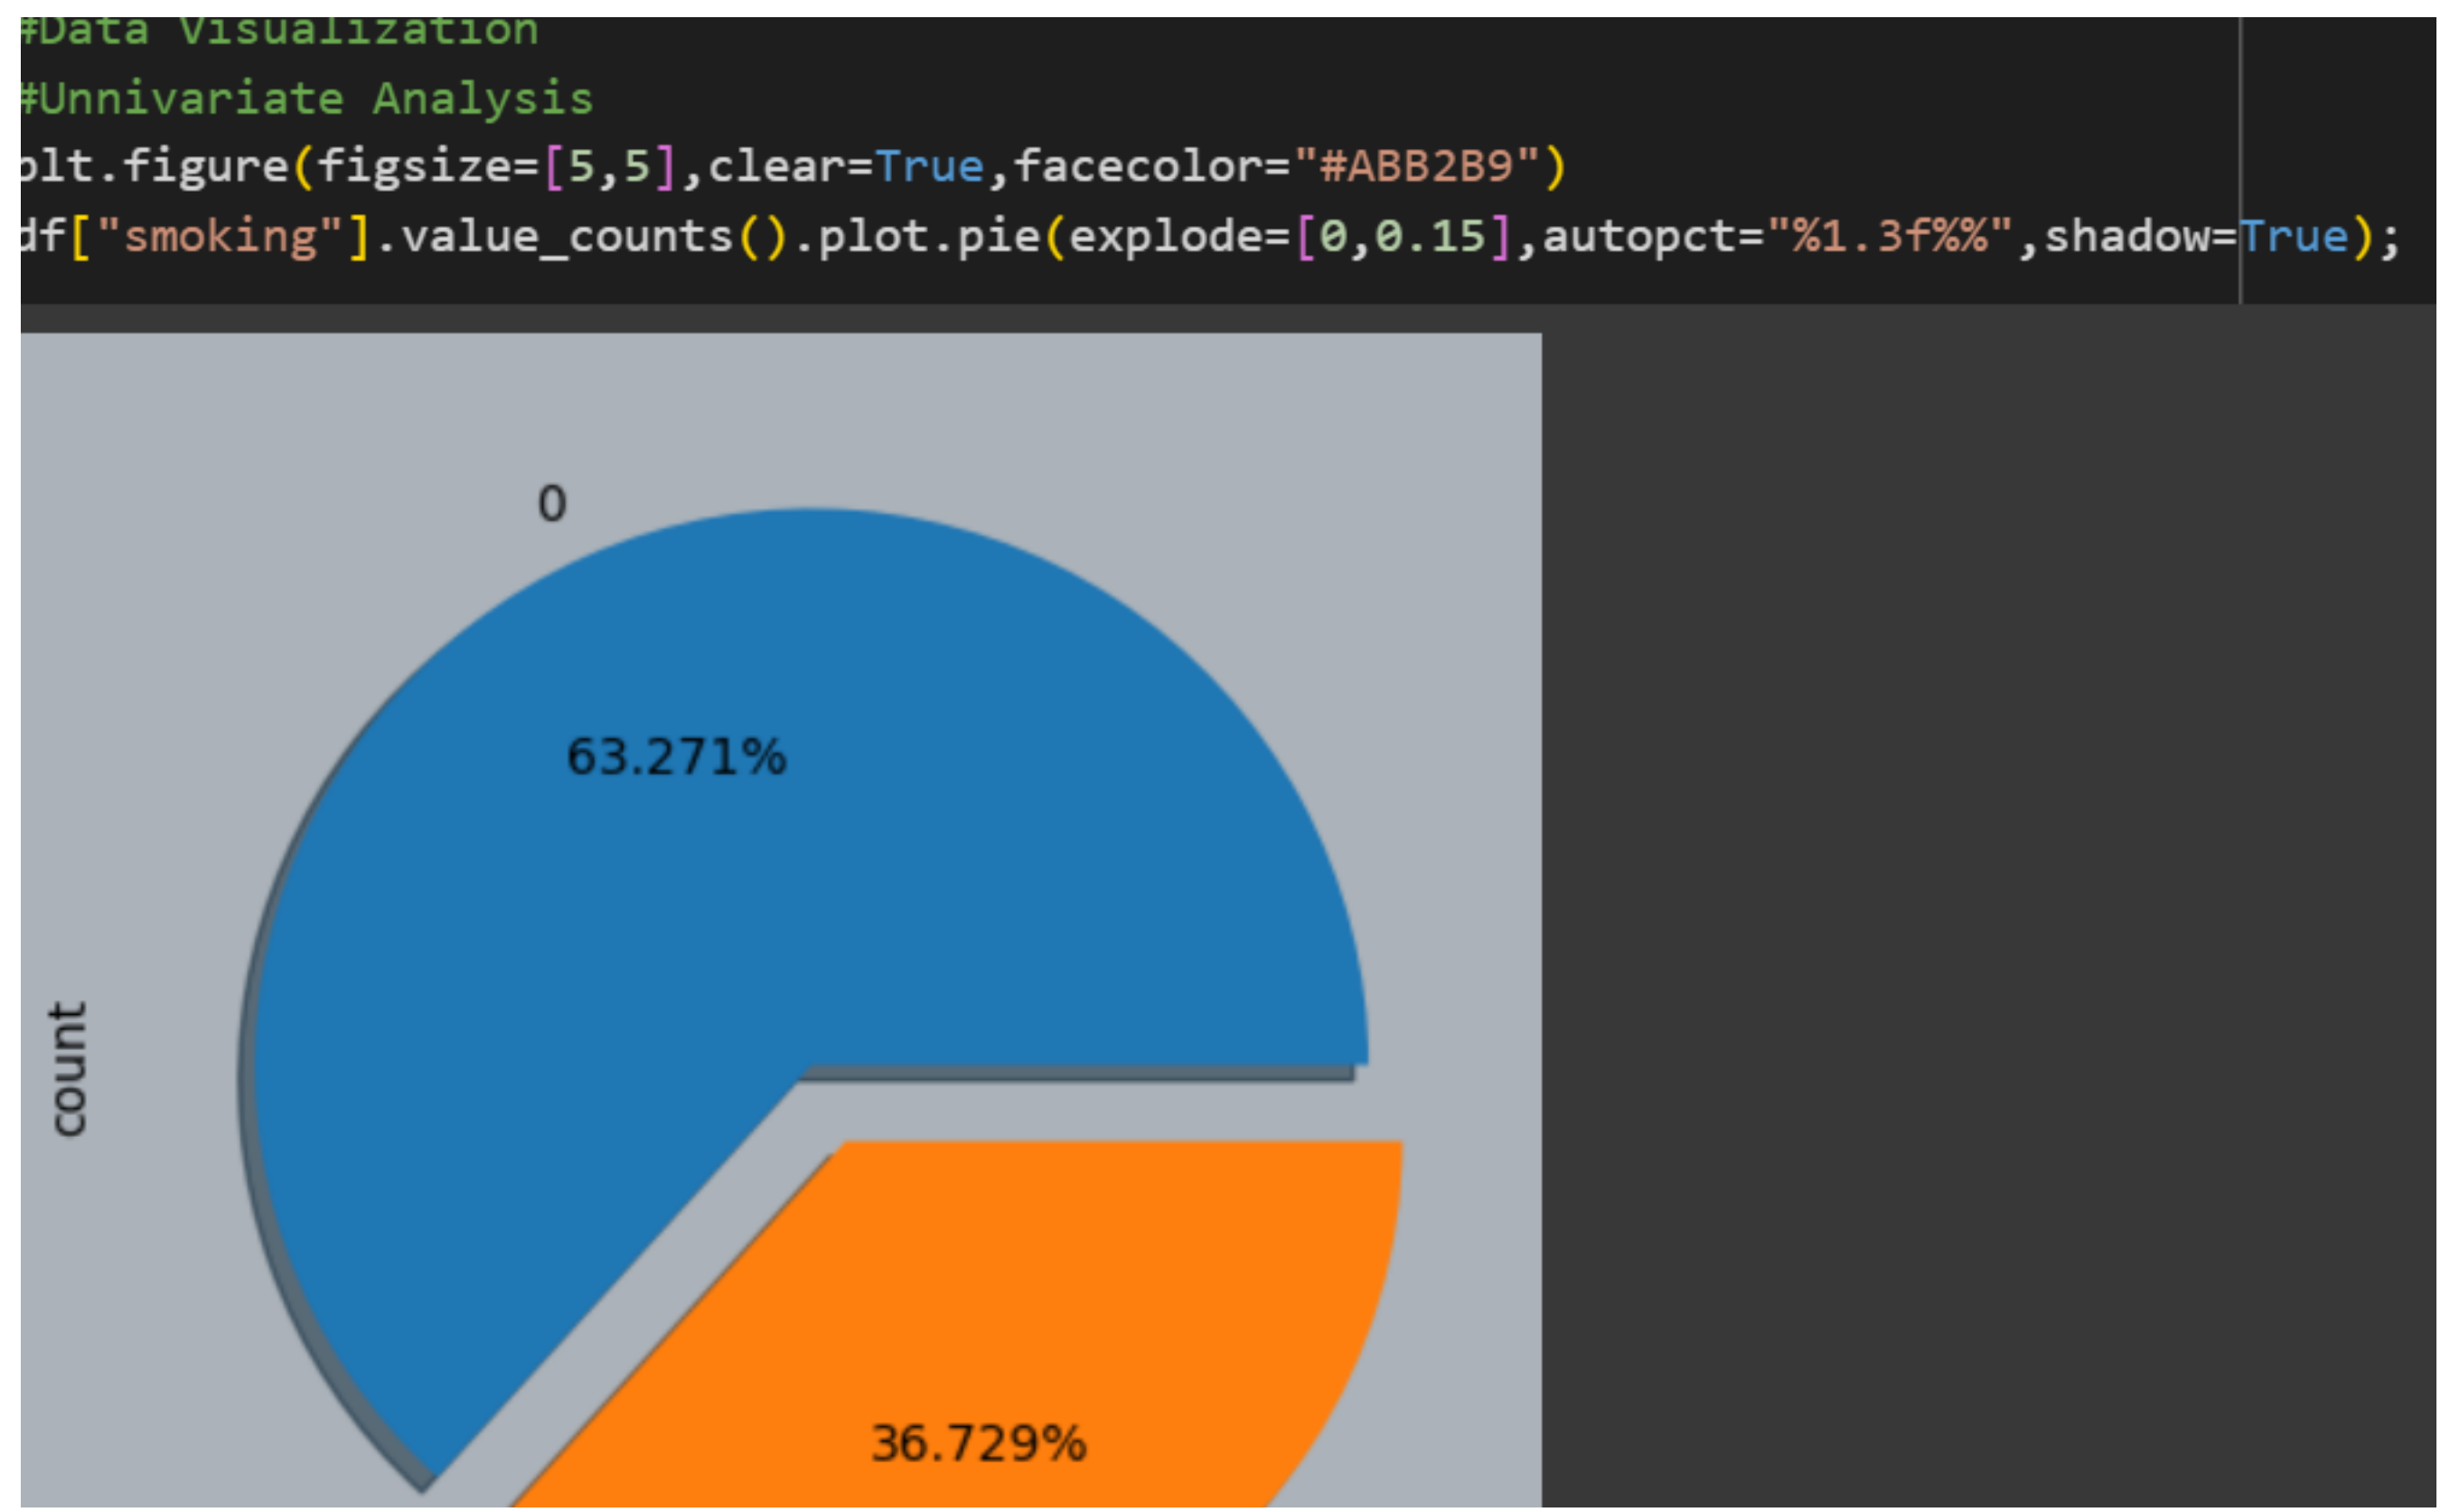 #Data Visualization
#Unnivariate Analysis
plt.figure(figsize=[5,5],clear=True,facecolor="#ABB2B9")
df["smoking"].value_counts().plot.pie(explode=[0,0.15],autopct="%1.3f%%",shadow=True);
0
63.271%
count
36.729%